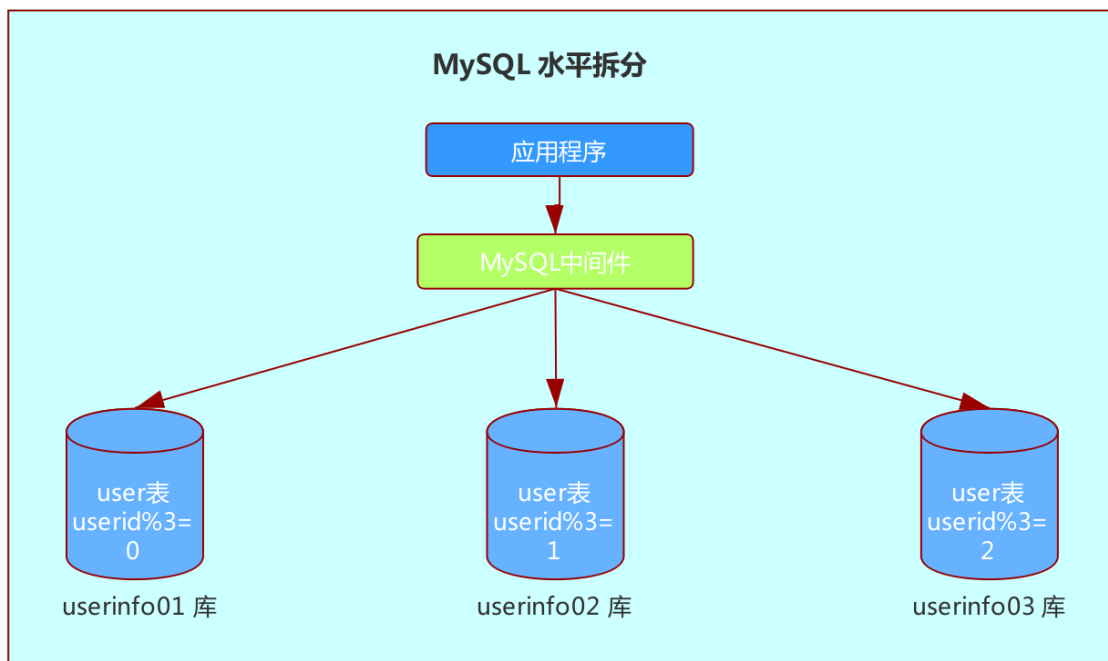 MySQL 水平拆分
应用程序
MySQL中间件
user表
userid%3=
0
user表
userid%3=
1
user表
userid%3=
2
userinfo01 库
userinfo02 库
userinfo03 库